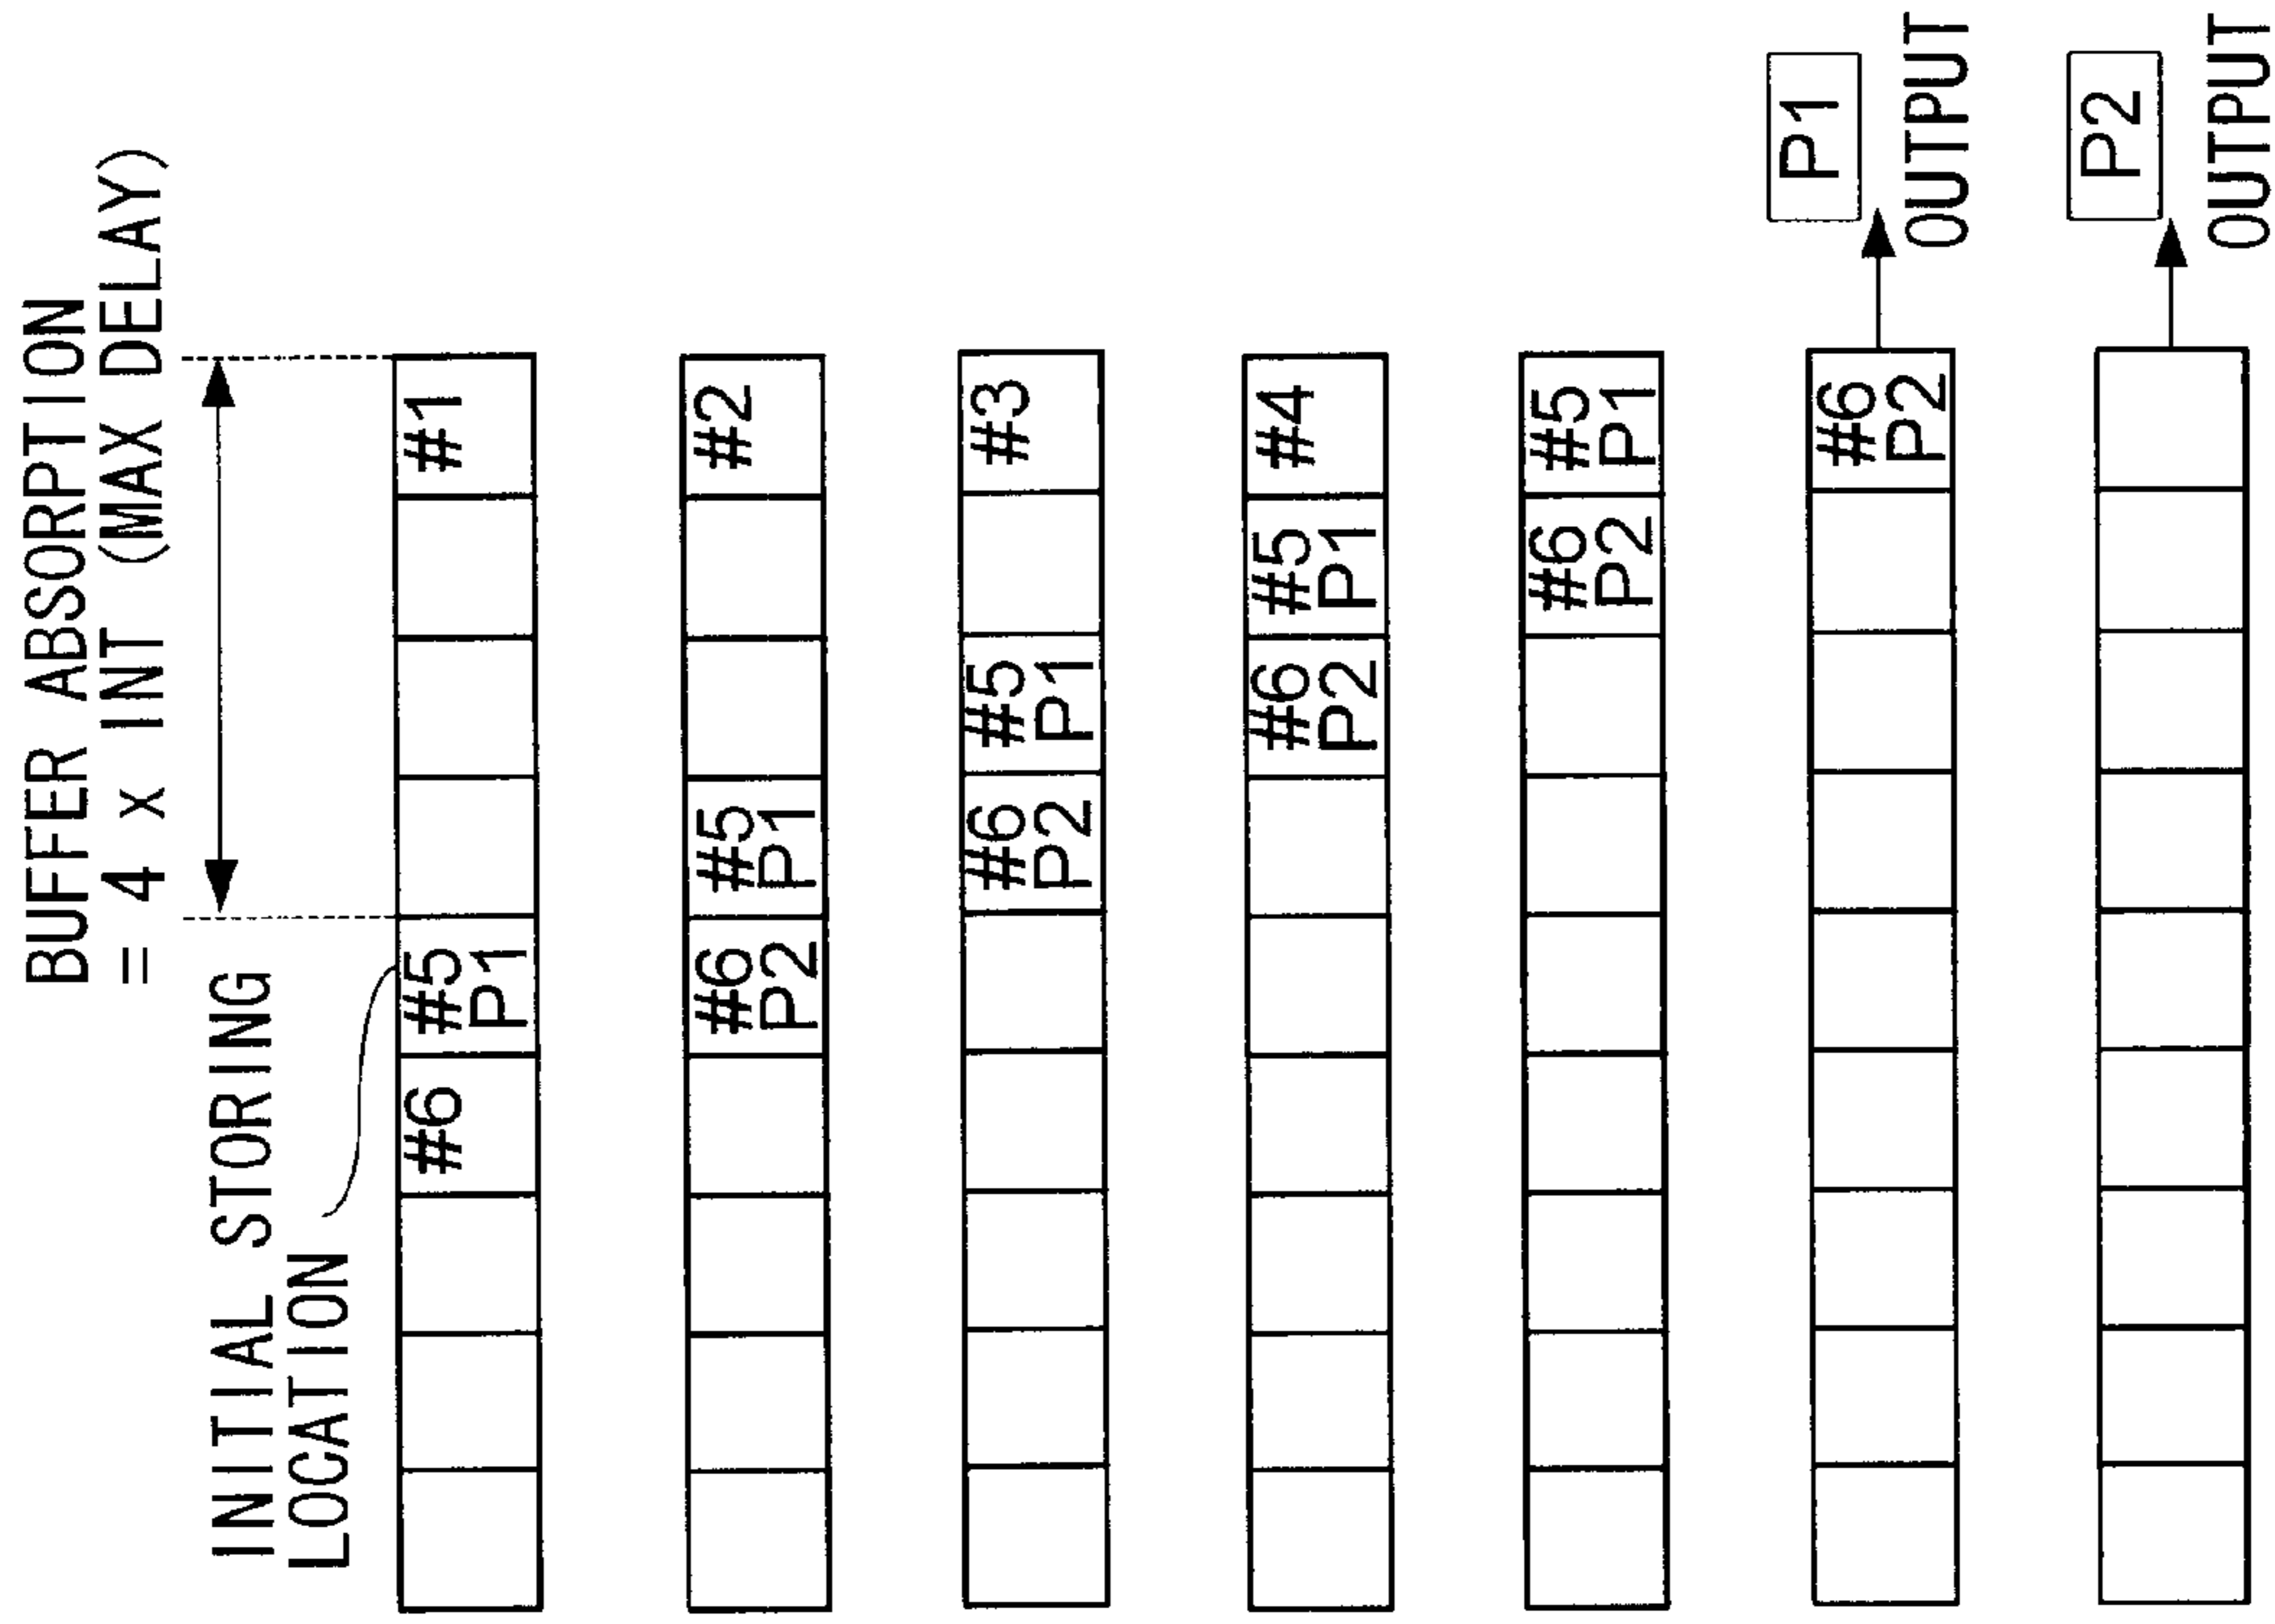 BUFFER ABSORPTION
= 4 x INT (MAX DELAY)
INITIAL STORING
LOCATION
#6 #5 #1
P1
#6 #5 #2
P2 P1
#6 #5 #3
P2 P1
#6 #5 #4
P2 P1
#6 #5
P2 P1
#6
P2
P1
OUTPUT
P2
OUTPUT